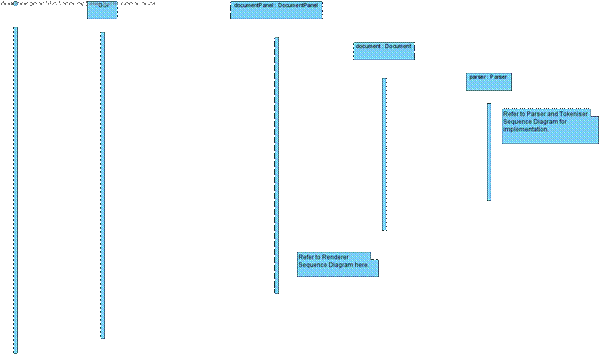 Gui
documentPanel : DocumentPanel
document : Document
parser : Parser
Refer to Parser and Tokeniser
Sequence Diagram for
implementation.
Refer to Renderer
Sequence Diagram here